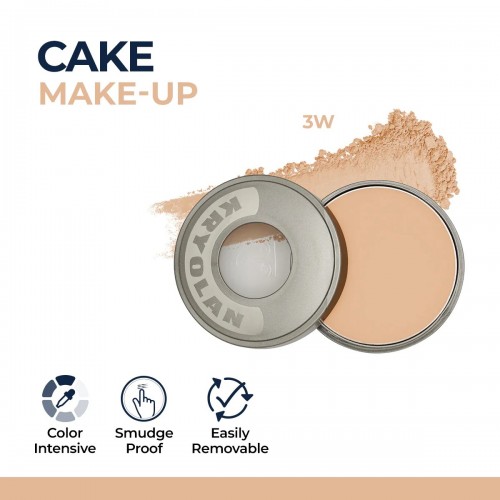 CAKE
MAKE-UP
3W
KRYOLAN
Color
Intensive
Smudge
Proof
Easily
Removable